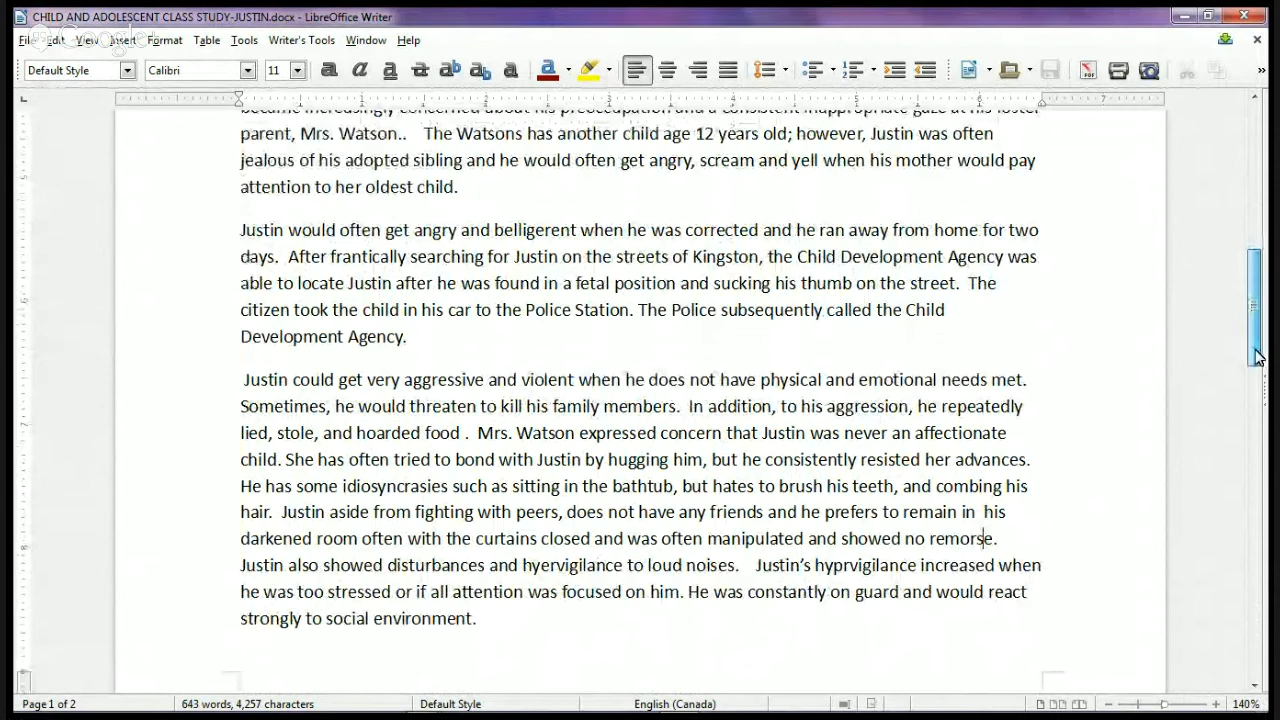 CHILD AND ADOLESCENT CLASS STUDY-JUSTIN.docx - LibreOffice Writer
File Edit View Insert Format Table Tools Writer's Tools Window Help
Google+
Default Style Calibri 11
1 2 3 4 5 6 7
parent, Mrs. Watson.. The Watsons has another child age 12 years old; however, Justin was often
jealous of his adopted sibling and he would often get angry, scream and yell when his mother would pay
attention to her oldest child.
Justin would often get angry and belligerent when he was corrected and he ran away from home for two
days. After frantically searching for Justin on the streets of Kingston, the Child Development Agency was
able to locate Justin after he was found in a fetal position and sucking his thumb on the street. The
citizen took the child in his car to the Police Station. The Police subsequently called the Child
Development Agency.
Justin could get very aggressive and violent when he does not have physical and emotional needs met.
Sometimes, he would threaten to kill his family members. In addition, to his aggression, he repeatedly
lied, stole, and hoarded food . Mrs. Watson expressed concern that Justin was never an affectionate
child. She has often tried to bond with Justin by hugging him, but he consistently resisted her advances.
He has some idiosyncrasies such as sitting in the bathtub, but hates to brush his teeth, and combing his
hair. Justin aside from fighting with peers, does not have any friends and he prefers to remain in his
darkened room often with the curtains closed and was often manipulated and showed no remorse.
Justin also showed disturbances and hyervigilance to loud noises. Justin's hyprvigilance increased when
he was too stressed or if all attention was focused on him. He was constantly on guard and would react
strongly to social environment.
Page 1 of 2 643 words, 4,257 characters Default Style English (Canada) 140%